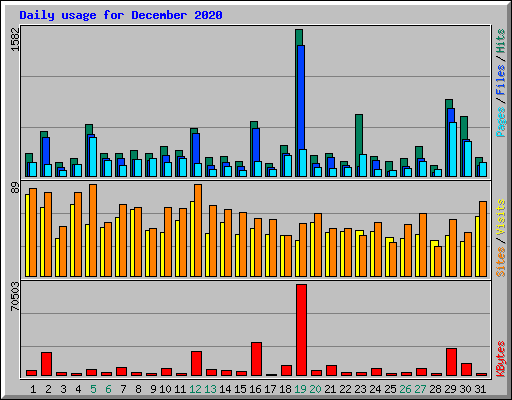 Daily usage for December 2020
1582
Pages / Files / Hits
89
Sites / Visits
70503
KBytes
1 2 3 4 5 6 7 8 9 10 11 12 13 14 15 16 17 18 19 20 21 22 23 24 25 26 27 28 29 30 31